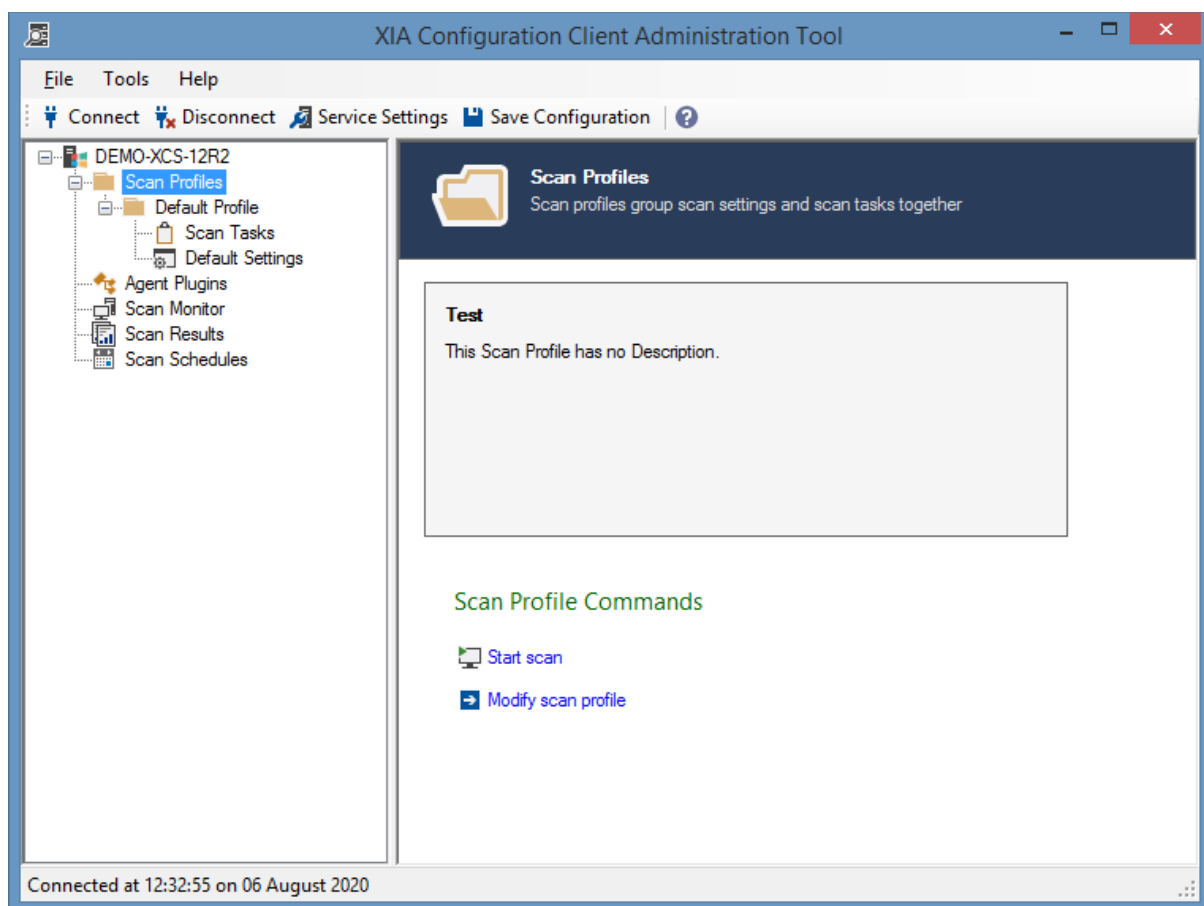 XIA Configuration Client Administration Tool
File Tools Help
Connect Disconnect Service Settings Save Configuration
DEMO-XCS-12R2
Scan Profiles
Default Profile
Scan Tasks
Default Settings
Agent Plugins
Scan Monitor
Scan Results
Scan Schedules
Scan Profiles
Scan profiles group scan settings and scan tasks together
Test
This Scan Profile has no Description.
Scan Profile Commands
Start scan
Modify scan profile
Connected at 12:32:55 on 06 August 2020